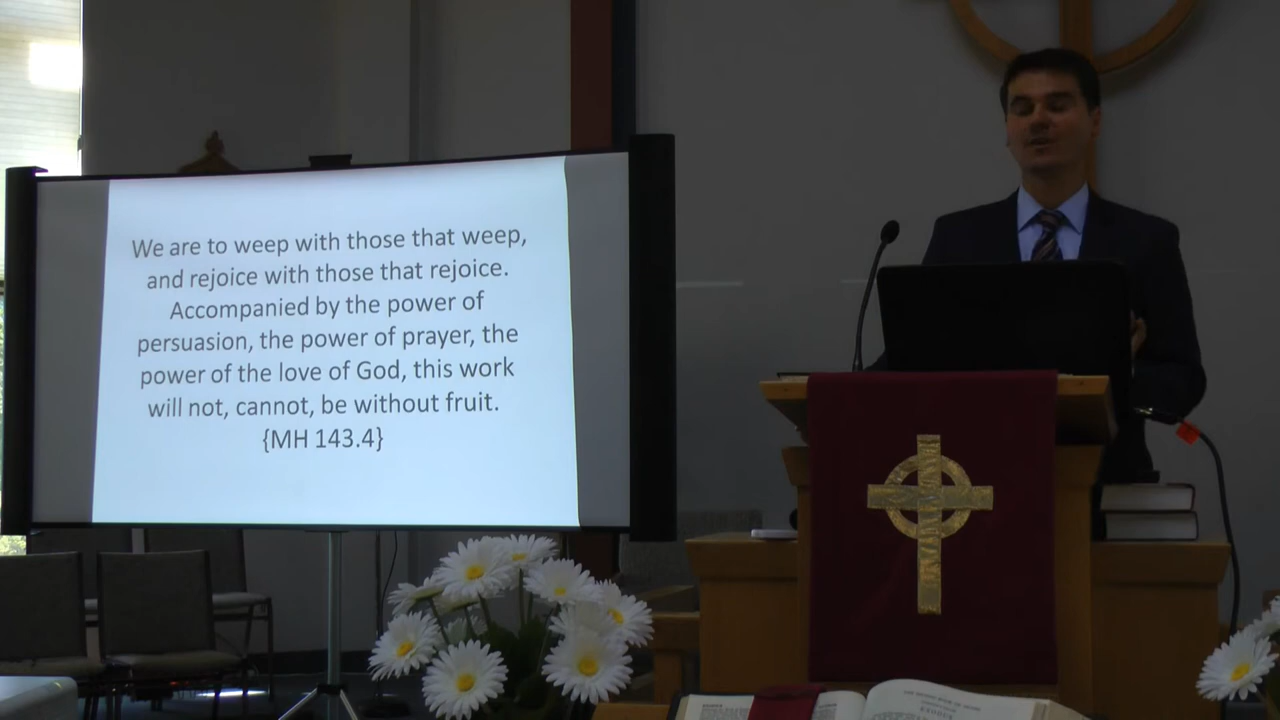 We are to weep with those that weep,
and rejoice with those that rejoice.
Accompanied by the power of
persuasion, the power of prayer, the
power of the love of God, this work
will not, cannot, be without fruit.
{MH 143.4}
EXODUS